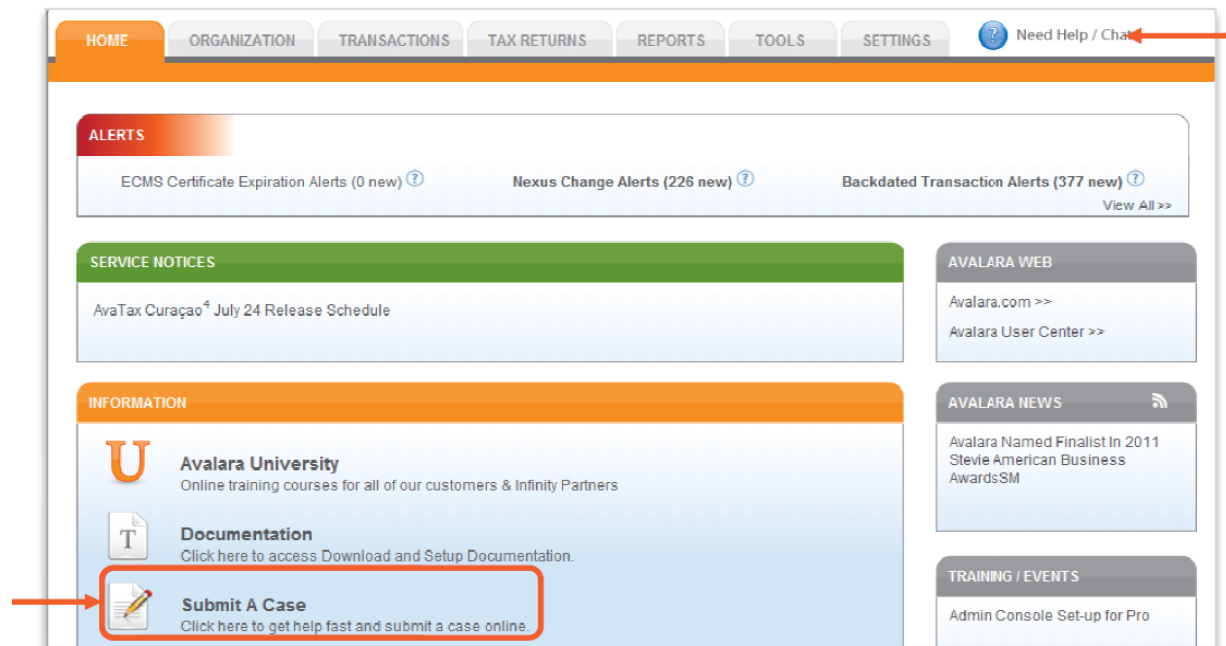 HOME ORGANIZATION TRANSACTIONS TAX RETURNS REPORTS TOOLS SETTINGS ? Need Help / Chat
ALERTS
ECMS Certificate Expiration Alerts (0 new) ? Nexus Change Alerts (226 new) ? Backdated Transaction Alerts (377 new) ?
View All >>
SERVICE NOTICES
AvaTax Curaçao4 July 24 Release Schedule
AVALARA WEB
Avalara.com >>
Avalara User Center >>
INFORMATION
U
Avalara University
Online training courses for all of our customers & Infinity Partners
T
Documentation
Click here to access Download and Setup Documentation.
Submit A Case
Click here to get help fast and submit a case online.
AVALARA NEWS
Avalara Named Finalist In 2011
Stevie American Business
AwardsSM
TRAINING / EVENTS
Admin Console Set-up for Pro